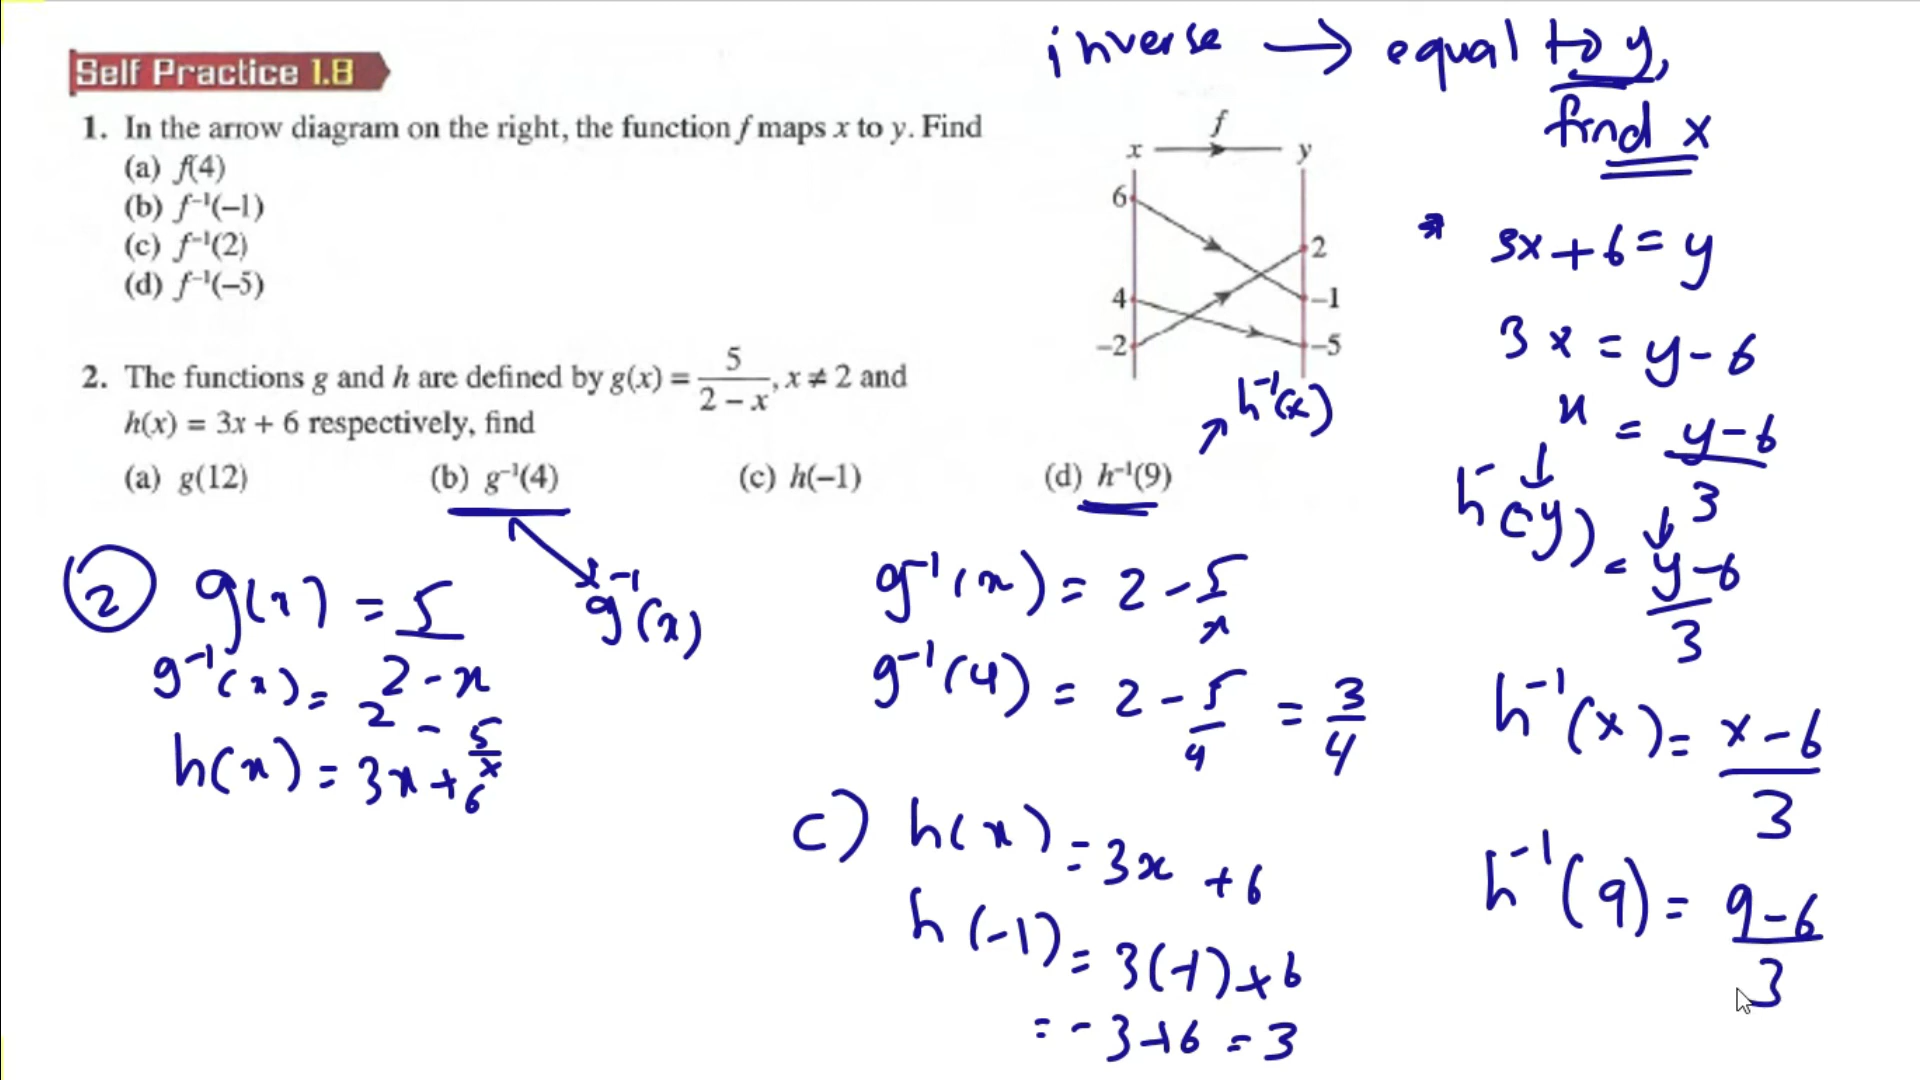 Self Practice 1.8
1. In the arrow diagram on the right, the function f maps x to y. Find
(a) f(4)
(b) f⁻¹(–1)
(c) f⁻¹(2)
(d) f⁻¹(–5)
f
x y
6
4
–2
2
–1
–5
2. The functions g and h are defined by g(x) = 5/(2 – x), x ≠ 2 and
h(x) = 3x + 6 respectively, find
(a) g(12) (b) g⁻¹(4) (c) h(–1) (d) h⁻¹(9)
inverse → equal to y,
find x
* 3x + 6 = y
3x = y - 6
x = (y - 6)/3
h⁻(y) = (y - 6)/3
h⁻¹(x) = (x - 6)/3
h⁻¹(9) = (9 - 6)/3
h⁻¹(x)
g⁻¹(x)
2 g(x) = 5/(2 - x)
g⁻¹(x) = 2 - 5/x
h(x) = 3x + 6
g⁻¹(x) = 2 - 5/x
g⁻¹(4) = 2 - 5/4 = 3/4
c) h(x) = 3x + 6
h(-1) = 3(-1) + 6
= -3 + 6 = 3